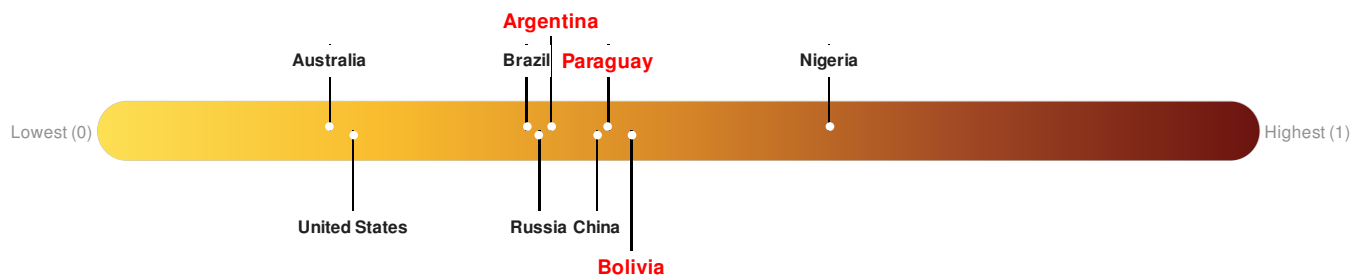 Argentina
Australia
Brazil
Paraguay
Nigeria
Lowest (0)
Highest (1)
United States
Russia
China
Bolivia